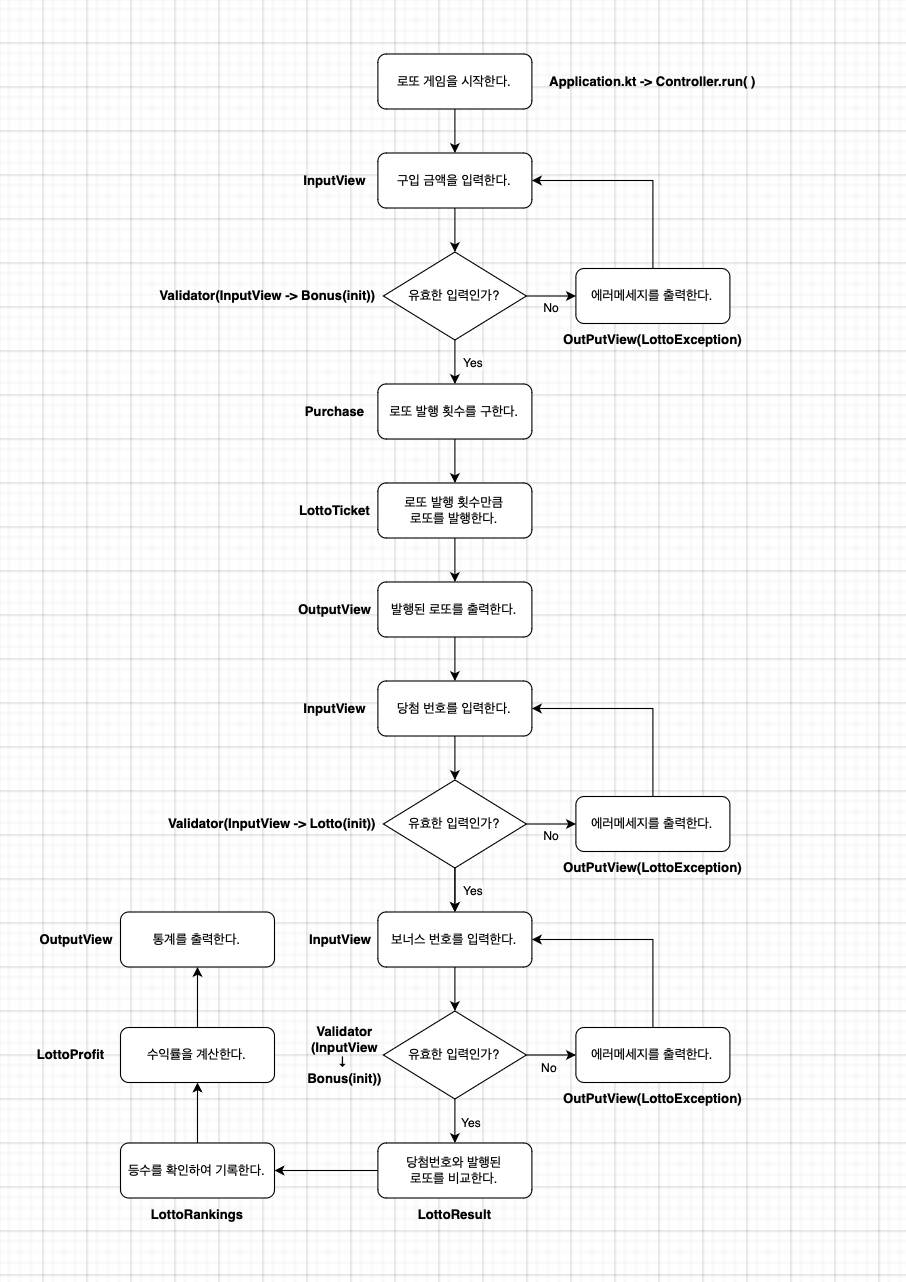 로또 게임을 시작한다.
Application.kt -> Controller.run( )
InputView
구입 금액을 입력한다.
Validator(InputView -> Bonus(init))
유효한 입력인가?
No
에러메세지를 출력한다.
OutPutView(LottoException)
Yes
Purchase
로또 발행 횟수를 구한다.
LottoTicket
로또 발행 횟수만큼
로또를 발행한다.
OutputView
발행된 로또를 출력한다.
InputView
당첨 번호를 입력한다.
Validator(InputView -> Lotto(init))
유효한 입력인가?
No
에러메세지를 출력한다.
OutPutView(LottoException)
Yes
InputView
보너스 번호를 입력한다.
Validator
(InputView
↓
Bonus(init))
유효한 입력인가?
No
에러메세지를 출력한다.
OutPutView(LottoException)
Yes
당첨번호와 발행된
로또를 비교한다.
LottoResult
등수를 확인하여 기록한다.
LottoRankings
LottoProfit
수익률을 계산한다.
OutputView
통계를 출력한다.